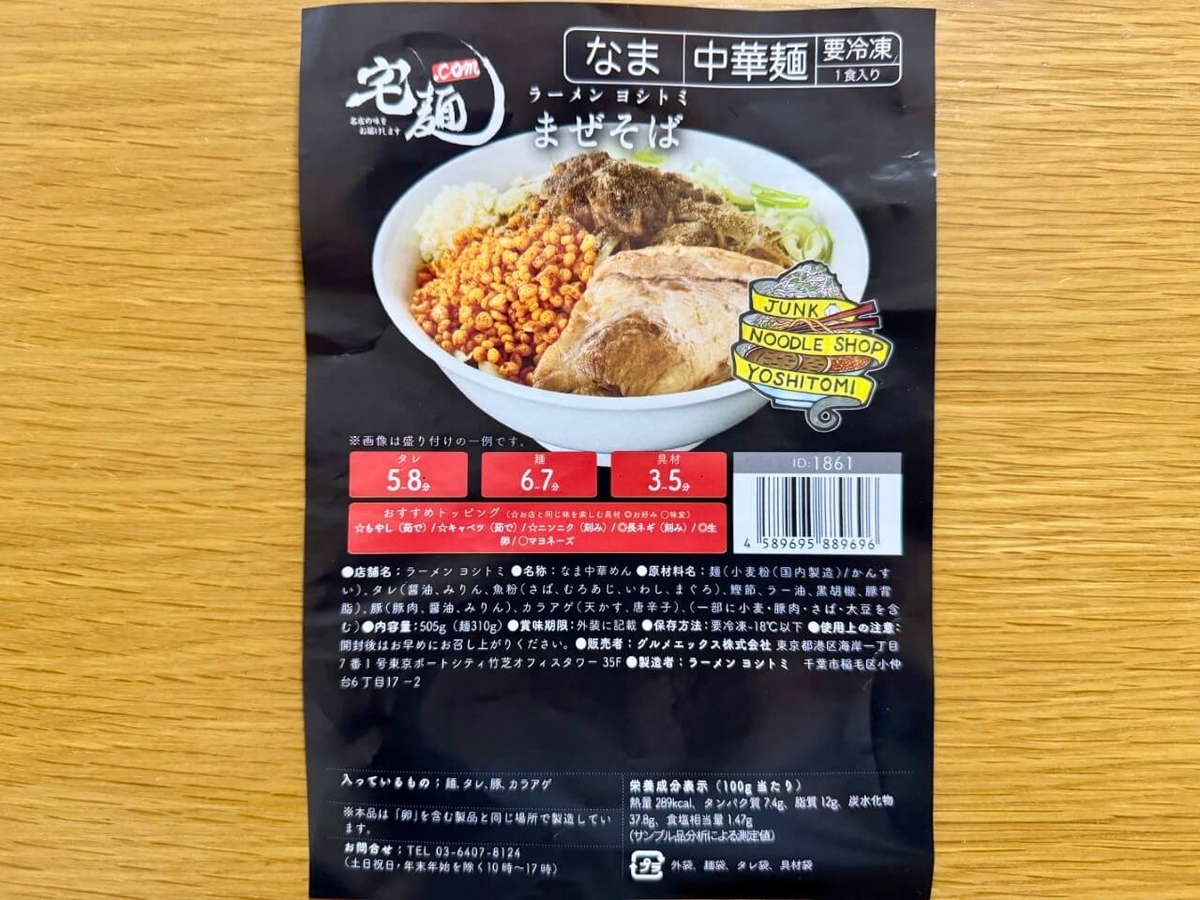 宅麺
.com
名店の味を
お届けします
なま 中華麺 要冷凍
1食入り
ラーメン ヨシトミ
まぜそば
JUNK
NOODLE SHOP
YOSHITOMI
※画像は盛り付けの一例です。
タレ
5~8分
麺
6~7分
具材
3~5分
ID:1861
4 589695 889696
おすすめトッピング(☆お店と同じ味を楽しむ具材 ◎お好み ○味変)
☆もやし(茹で)/☆キャベツ(茹で)/☆ニンニク(刻み)/◎長ネギ(刻み)/◎生
卵/○マヨネーズ
●店舗名:ラーメン ヨシトミ ●名称:なま中華めん ●原材料名:麺(小麦粉(国内製造)/かんす
い)、タレ(醤油、みりん、魚粉(さば、むろあじ、いわし、まぐろ)、鰹節、ラー油、黒胡椒、豚背
脂)、豚(豚肉、醤油、みりん)、カラアゲ(天かす、唐辛子)、(一部に小麦・豚肉・さば・大豆を含
む)●内容量:505g(麺310g)●賞味期限:外装に記載 ●保存方法:要冷凍-18℃以下 ●使用上の注意:
開封後はお早めにお召し上がりください。●販売者:グルメエックス株式会社 東京都港区海岸一丁目
7番1号東京ポートシティ竹芝オフィスタワー 35F ●製造者:ラーメン ヨシトミ 千葉市稲毛区小仲
台6丁目17-2
入っているもの:麺、タレ、豚、カラアゲ
※本品は「卵」を含む製品と同じ場所で製造してい
ます。
お問合せ:TEL 03-6407-8124
(土日祝日・年末年始を除く10時~17時)
栄養成分表示(100g当たり)
熱量 289kcal、タンパク質 7.4g、脂質 12g、炭水化物
37.8g、食塩相当量 1.47g
(サンプル品分析による測定値)
プラ 外袋、麺袋、タレ袋、具材袋